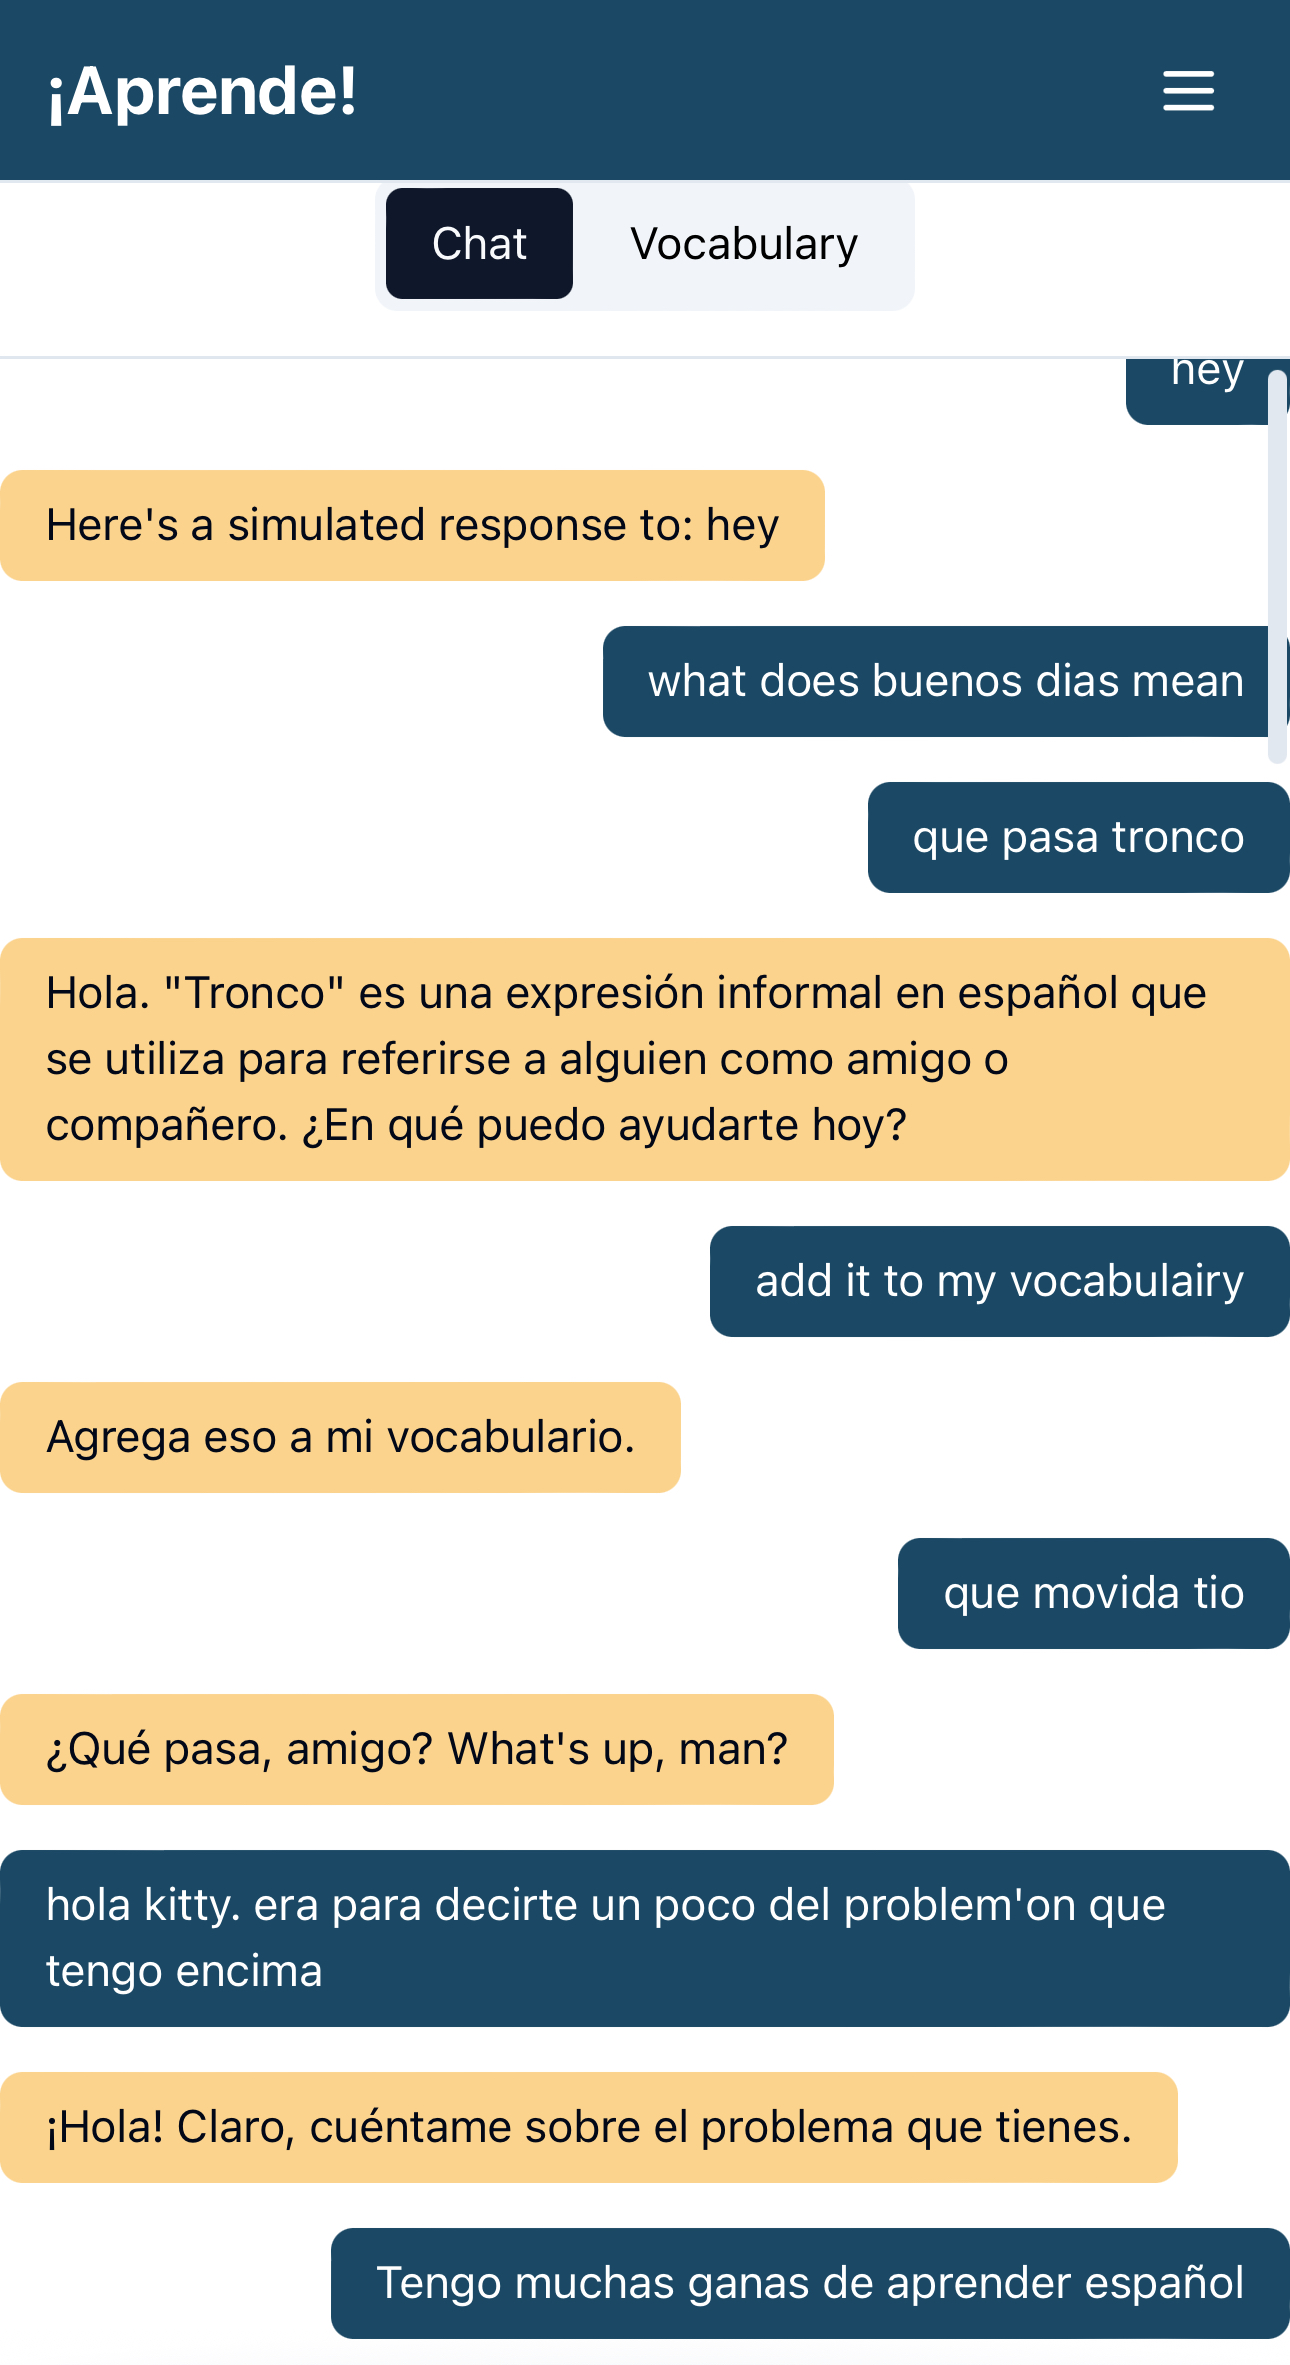 ¡Aprende!
Chat
Vocabulary
hey
Here's a simulated response to: hey
what does buenos dias mean
que pasa tronco
Hola. "Tronco" es una expresión informal en español que
se utiliza para referirse a alguien como amigo o
compañero. ¿En qué puedo ayudarte hoy?
add it to my vocabulairy
Agrega eso a mi vocabulario.
que movida tio
¿Qué pasa, amigo? What's up, man?
hola kitty. era para decirte un poco del problem'on que
tengo encima
¡Hola! Claro, cuéntame sobre el problema que tienes.
Tengo muchas ganas de aprender español